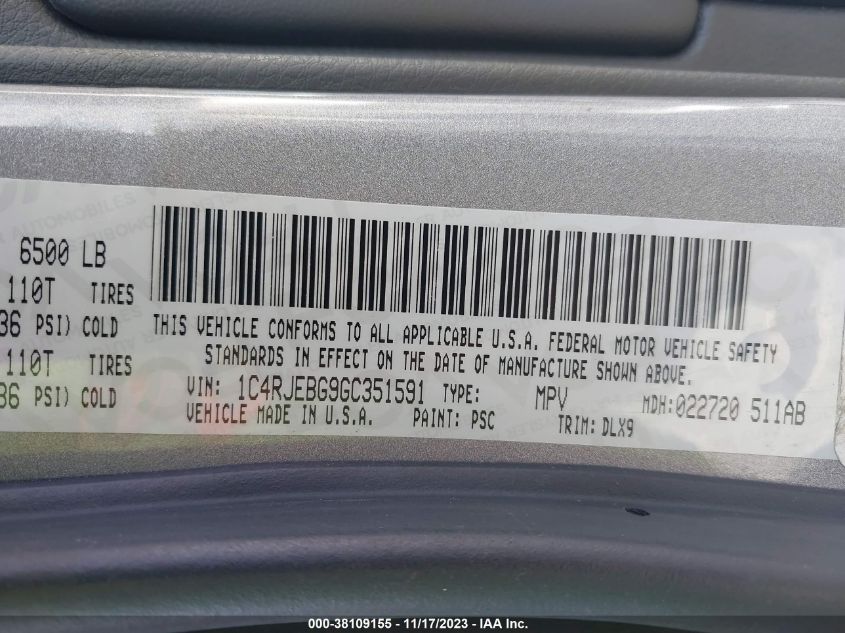 6500 LB
110T TIRES
36 PSI) COLD
110T TIRES
36 PSI) COLD
THIS VEHICLE CONFORMS TO ALL APPLICABLE U.S.A. FEDERAL MOTOR VEHICLE SAFETY
STANDARDS IN EFFECT ON THE DATE OF MANUFACTURE SHOWN ABOVE.
VIN: 1C4RJEBG9GC351591 TYPE: MPV MDH:022720 511AB
VEHICLE MADE IN U.S.A. PAINT: PSC TRIM: DLX9
000-38109155 - 11/17/2023 - IAA Inc.